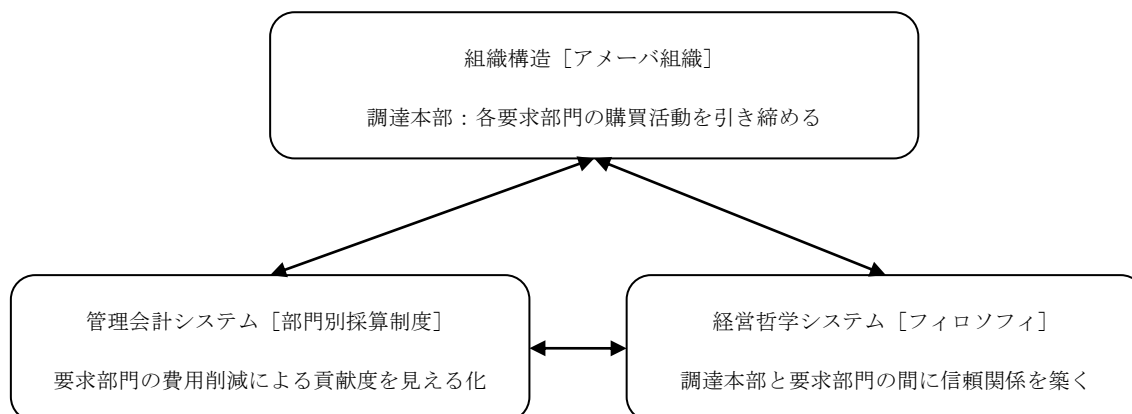 組織構造［アメーバ組織］
調達本部：各要求部門の購買活動を引き締める
管理会計システム［部門別採算制度］
要求部門の費用削減による貢献度を見える化
経営哲学システム［フィロソフィ］
調達本部と要求部門の間に信頼関係を築く